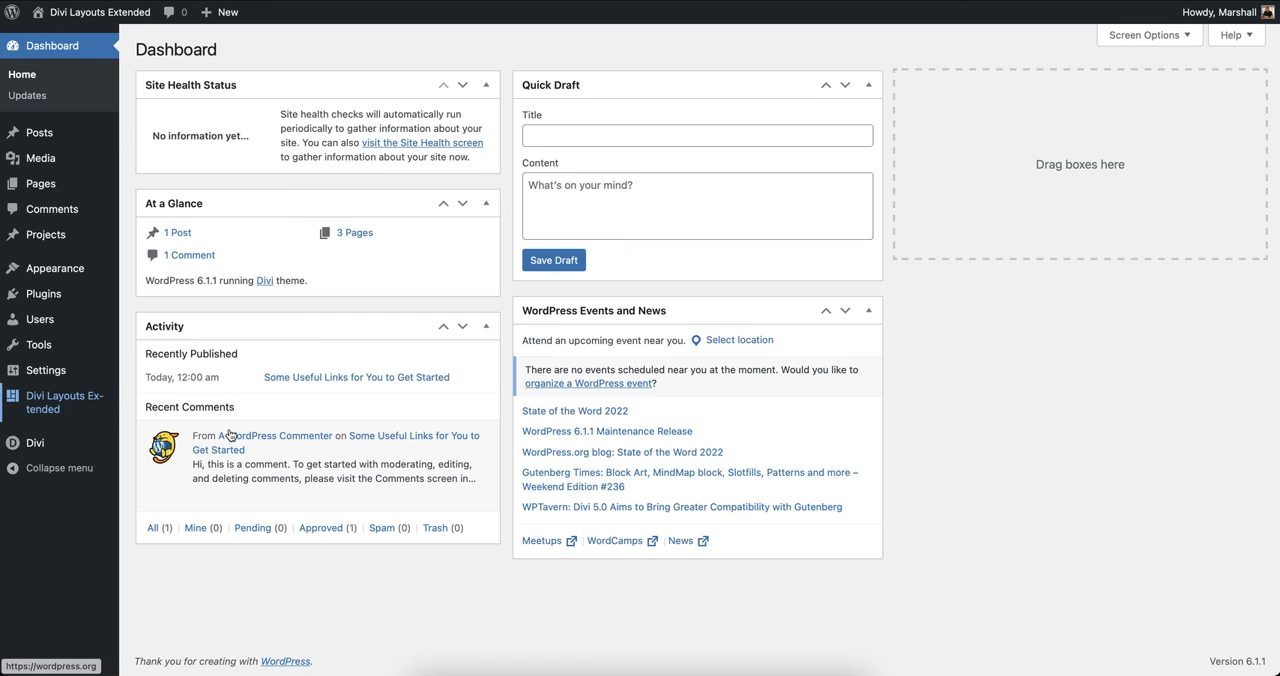 Divi Layouts Extended 0 New Howdy, Marshall
Screen Options Help
Dashboard
Home
Updates
Posts
Media
Pages
Comments
Projects
Appearance
Plugins
Users
Tools
Settings
Divi Layouts Ex-
tended
Divi
Collapse menu
https://wordpress.org
Dashboard
Site Health Status
No information yet...
Site health checks will automatically run
periodically to gather information about your
site. You can also visit the Site Health screen
to gather information about your site now.
At a Glance
1 Post
3 Pages
1 Comment
WordPress 6.1.1 running Divi theme.
Activity
Recently Published
Today, 12:00 am Some Useful Links for You to Get Started
Recent Comments
From A WordPress Commenter on Some Useful Links for You to
Get Started
Hi, this is a comment. To get started with moderating, editing,
and deleting comments, please visit the Comments screen in...
All (1) | Mine (0) | Pending (0) | Approved (1) | Spam (0) | Trash (0)
Quick Draft
Title
Content
What's on your mind?
Save Draft
WordPress Events and News
Attend an upcoming event near you. Select location
There are no events scheduled near you at the moment. Would you like to
organize a WordPress event?
State of the Word 2022
WordPress 6.1.1 Maintenance Release
WordPress.org blog: State of the Word 2022
Gutenberg Times: Block Art, MindMap block, Slotfills, Patterns and more –
Weekend Edition #236
WPTavern: Divi 5.0 Aims to Bring Greater Compatibility with Gutenberg
Meetups | WordCamps | News
Drag boxes here
Thank you for creating with WordPress.
Version 6.1.1